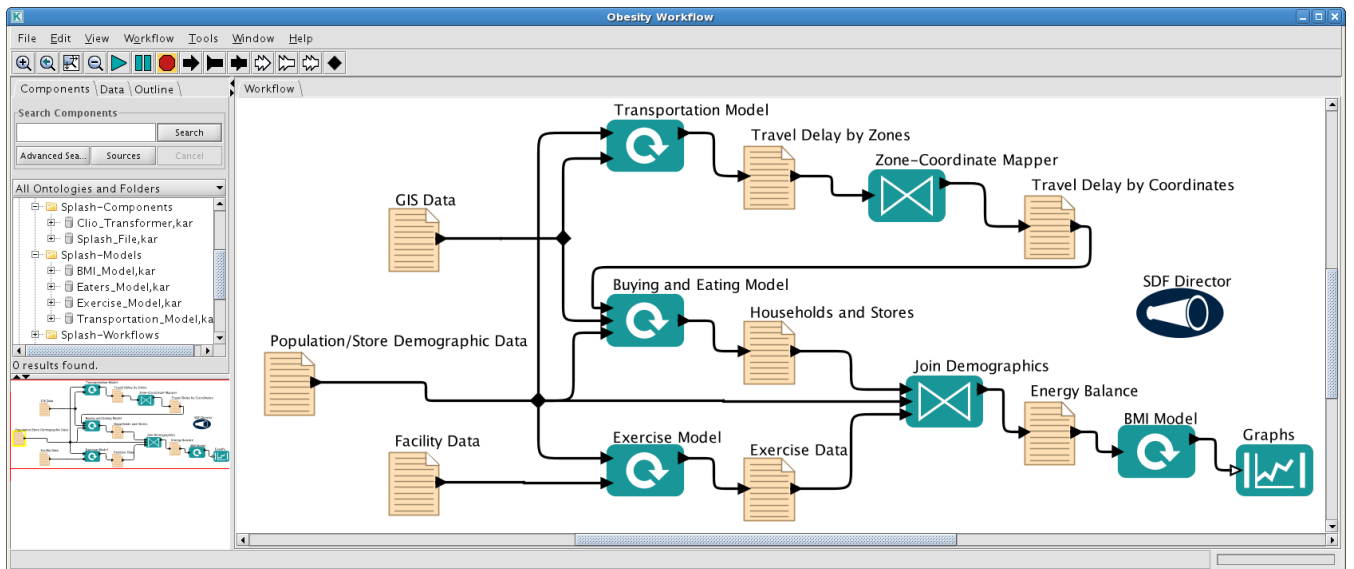 Obesity Workflow
File Edit View Workflow Tools Window Help
Components Data Outline
Workflow
Search Components
Search
Advanced Sea... Sources Cancel
All Ontologies and Folders
Splash-Components
Clio_Transformer,kar
Splash_File,kar
Splash-Models
BMI_Model,kar
Eaters_Model,kar
Exercise_Model,kar
Transportation_Model,ka
Splash-Workflows
0 results found.
Transportation Model
Travel Delay by Zones
Zone-Coordinate Mapper
Travel Delay by Coordinates
GIS Data
Buying and Eating Model
SDF Director
Households and Stores
Population/Store Demographic Data
Join Demographics
Energy Balance
BMI Model
Graphs
Facility Data
Exercise Model
Exercise Data